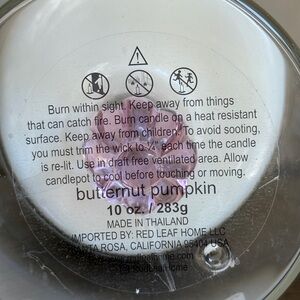 Burn within sight. Keep away from things
that can catch fire. Burn candle on a heat resistant
surface. Keep away from children. To avoid sooting,
you must trim the wick to ¼" each time the candle
is re-lit. Use in draft free ventilated area. Allow
candlepot to cool before touching or moving.
butternut pumpkin
10 oz. / 283g
MADE IN THAILAND
IMPORTED BY: RED LEAF HOME LLC
SANTA ROSA, CALIFORNIA 95404 USA